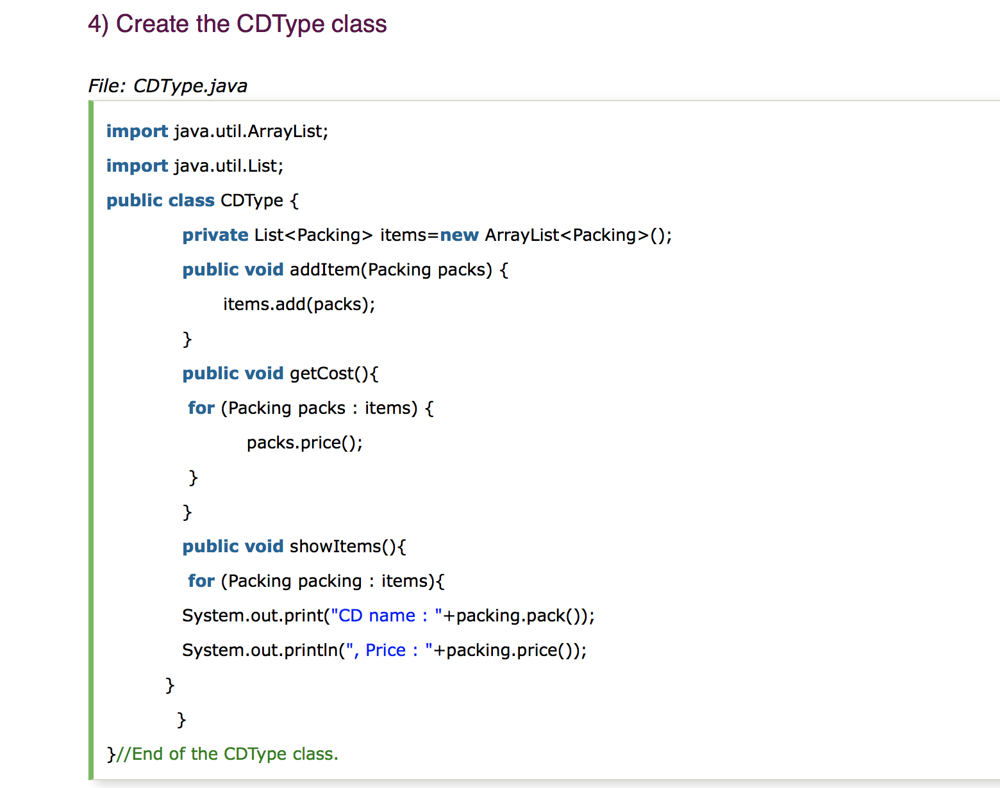 4) Create the CDType class
File: CDType.java
import java.util.ArrayList;
import java.util.List;
public class CDType {
private List<Packing> items=new ArrayList<Packing>();
public void addItem(Packing packs) {
items.add(packs);
}
public void getCost(){
for (Packing packs : items) {
packs.price();
}
}
public void showItems(){
for (Packing packing : items){
System.out.print("CD name : "+packing.pack());
System.out.println(", Price : "+packing.price());
}
}
}//End of the CDType class.